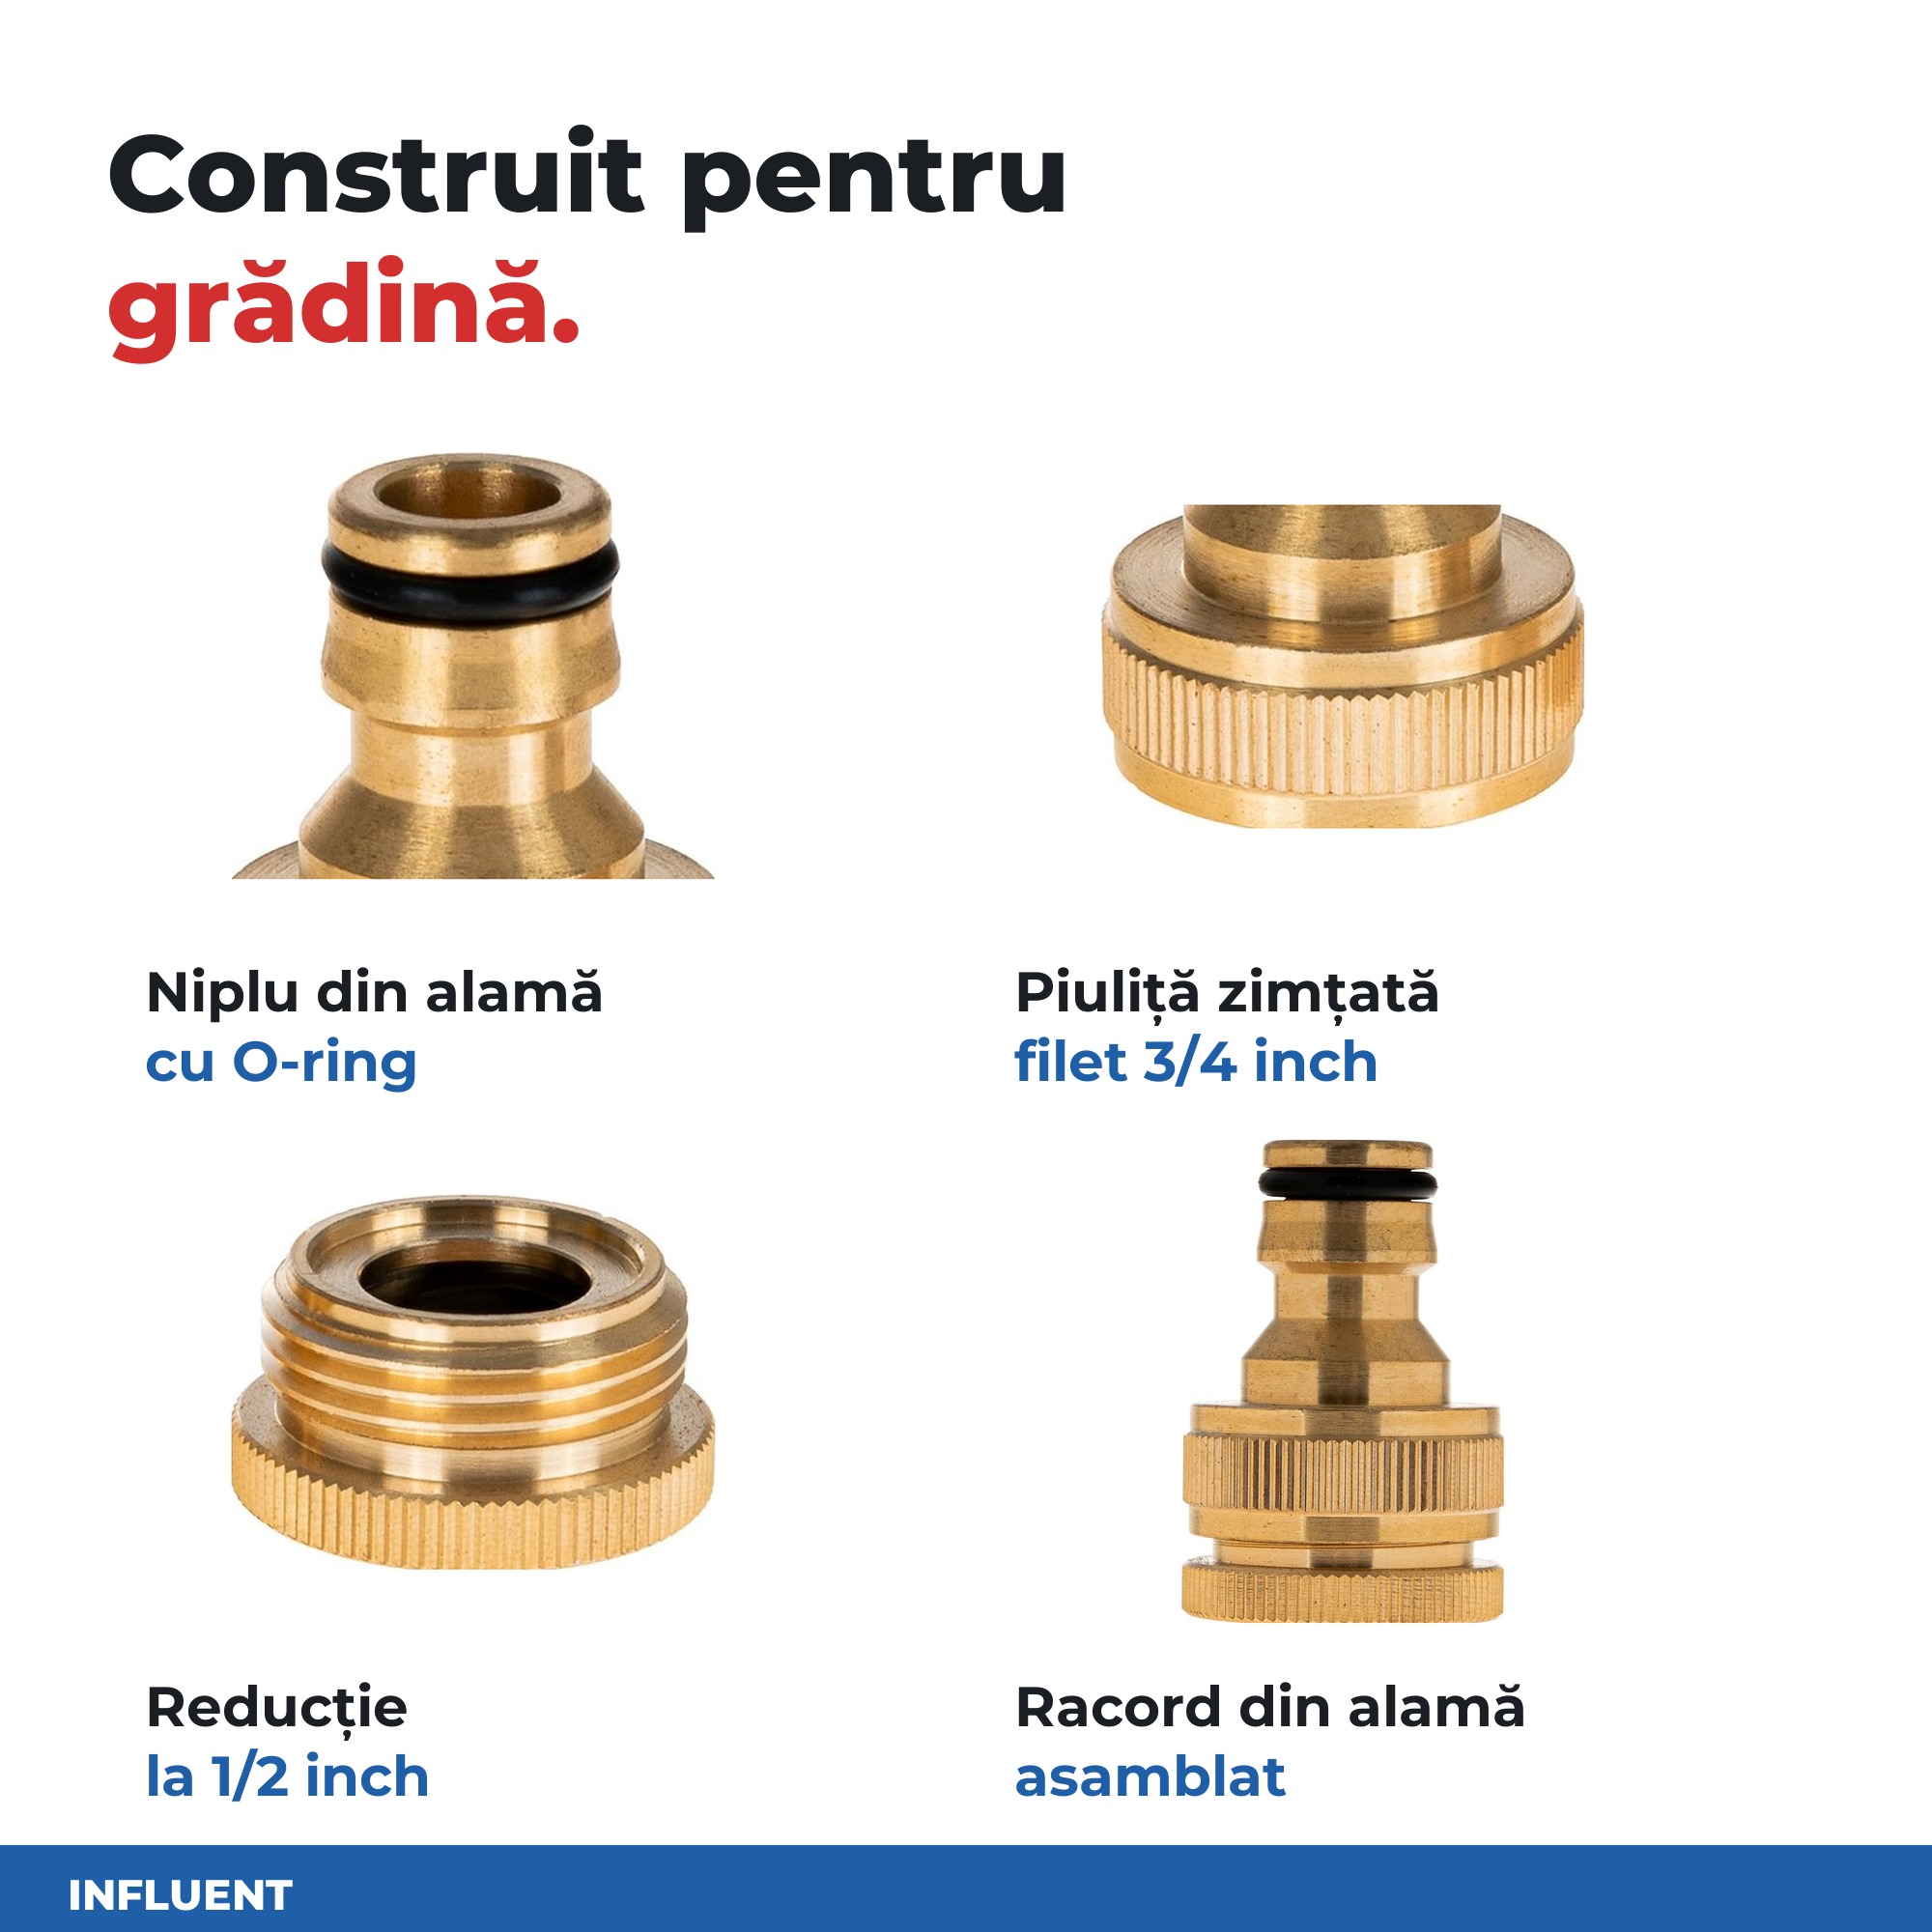 Construit pentru
grădină.
Niplu din alamă
cu O-ring
Piuliță zimțată
filet 3/4 inch
Reducție
la 1/2 inch
Racord din alamă
asamblat
INFLUENT